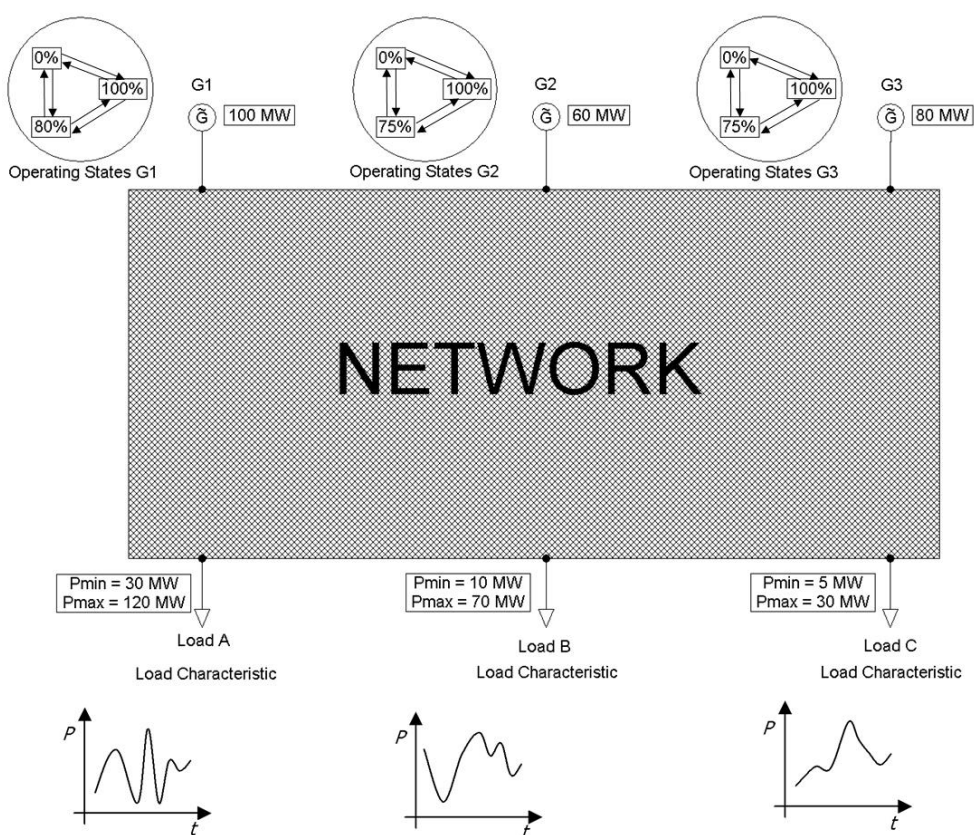 0%
100%
80%
Operating States G1
G1
G̃
100 MW
0%
100%
75%
Operating States G2
G2
G̃
60 MW
0%
100%
75%
Operating States G3
G3
G̃
80 MW
NETWORK
Pmin = 30 MW
Pmax = 120 MW
Load A
Load Characteristic
P
t
Pmin = 10 MW
Pmax = 70 MW
Load B
Load Characteristic
P
t
Pmin = 5 MW
Pmax = 30 MW
Load C
Load Characteristic
P
t